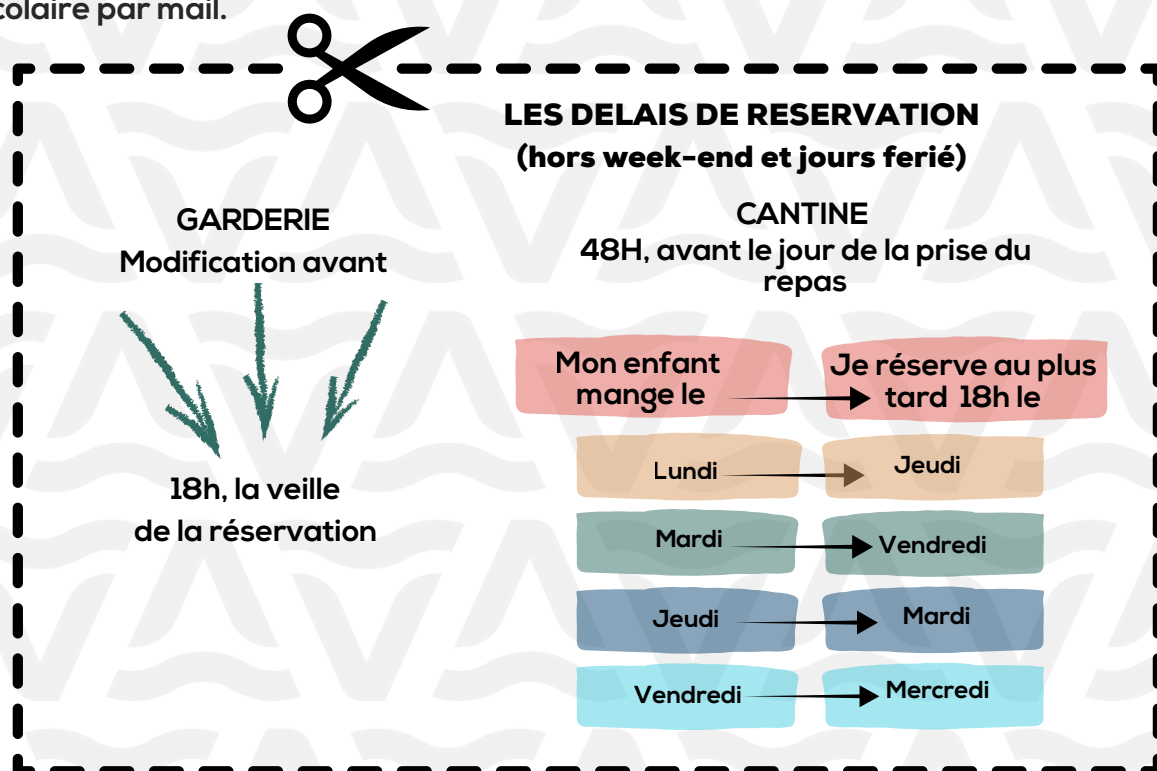 colaire par mail.
LES DELAIS DE RESERVATION
(hors week-end et jours ferié)
GARDERIE
Modification avant
18h, la veille
de la réservation
CANTINE
48H, avant le jour de la prise du
repas
Mon enfant
mange le
Je réserve au plus
tard 18h le
Lundi
Jeudi
Mardi
Vendredi
Jeudi
Mardi
Vendredi
Mercredi